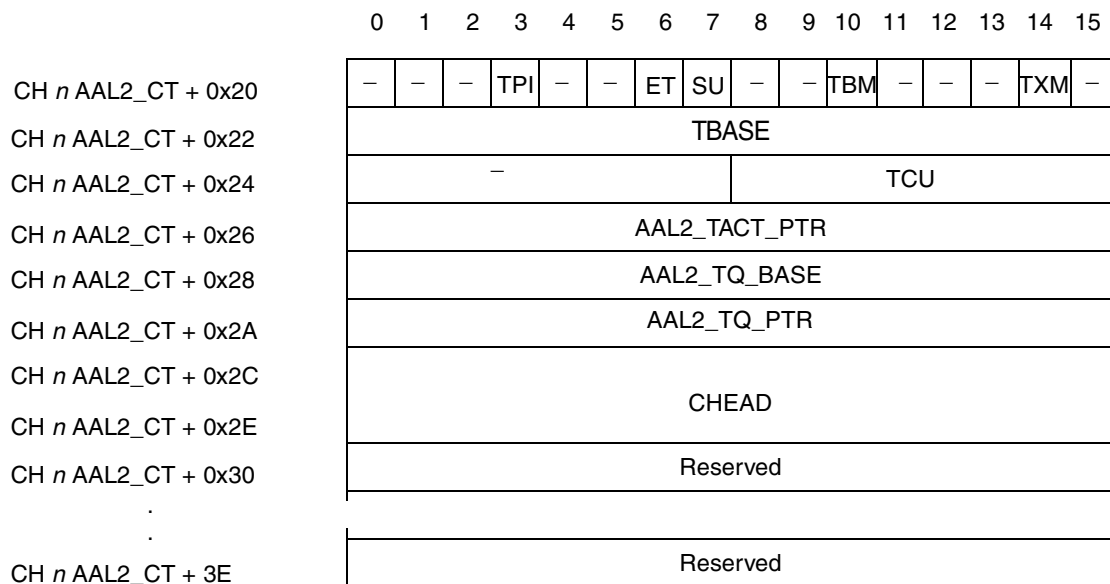 0 1 2 3 4 5 6 7 8 9 10 11 12 13 14 15
CH n AAL2_CT + 0x20 – – – TPI – – ET SU – – TBM – – – TXM –
CH n AAL2_CT + 0x22 TBASE
CH n AAL2_CT + 0x24 – TCU
CH n AAL2_CT + 0x26 AAL2_TACT_PTR
CH n AAL2_CT + 0x28 AAL2_TQ_BASE
CH n AAL2_CT + 0x2A AAL2_TQ_PTR
CH n AAL2_CT + 0x2C
CHEAD
CH n AAL2_CT + 0x2E
CH n AAL2_CT + 0x30 Reserved
.
.
CH n AAL2_CT + 3E Reserved